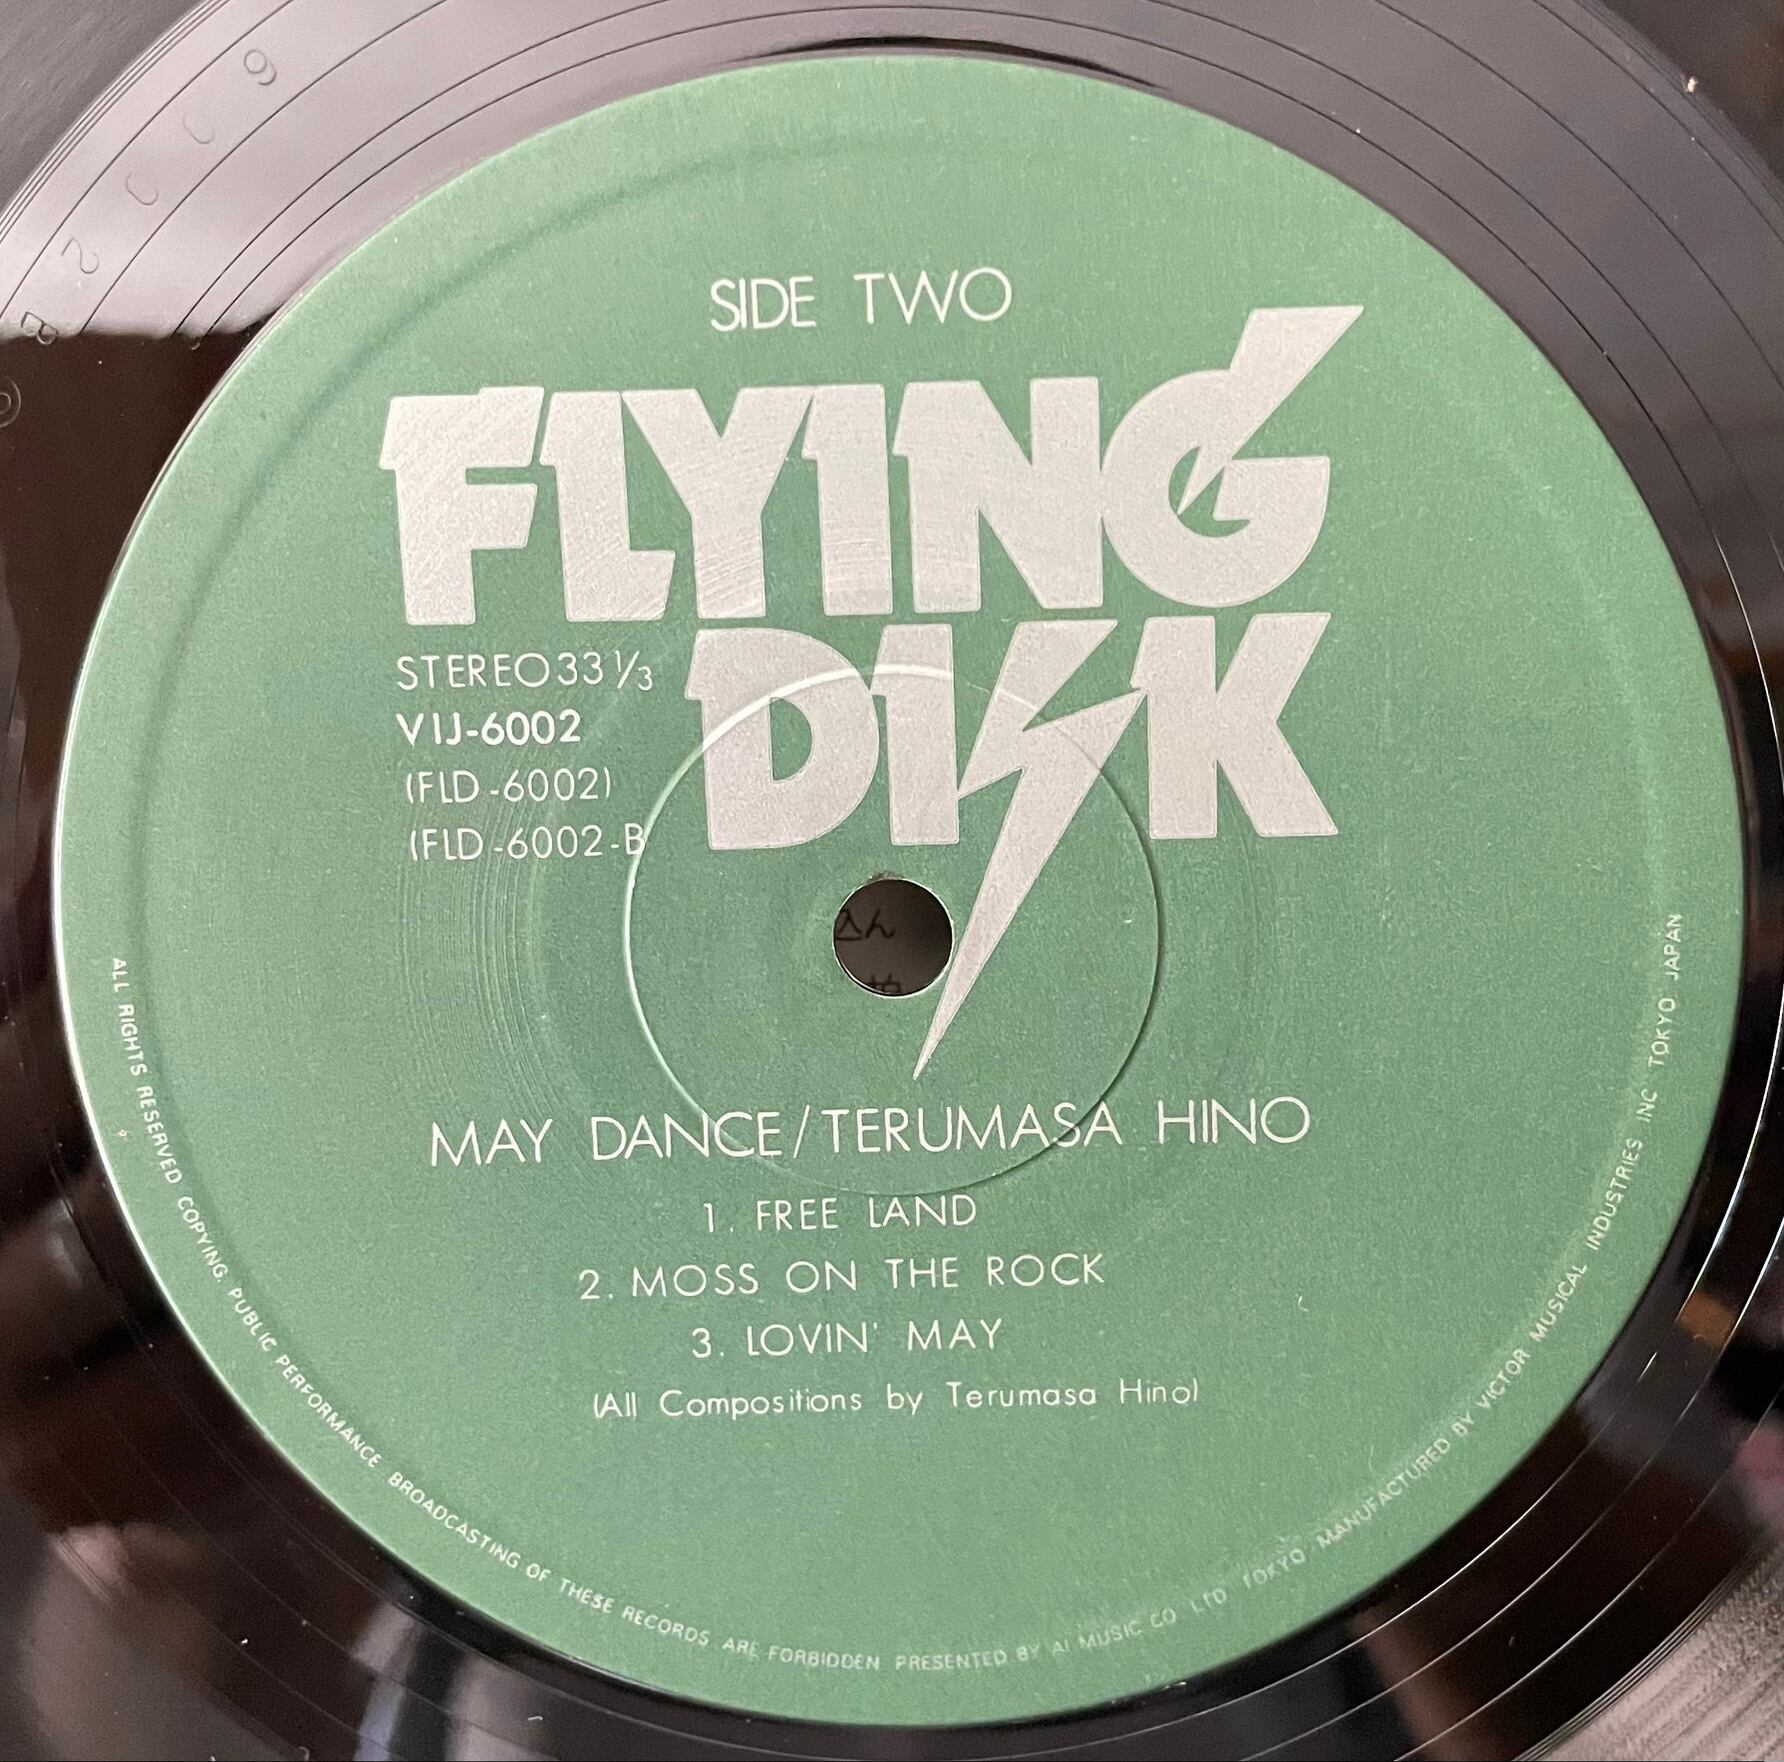 SIDE TWO
FLYING
DISK
STEREO 33 1/3
VIJ-6002
(FLD-6002)
(FLD-6002-B
MAY DANCE/TERUMASA HINO
1. FREE LAND
2. MOSS ON THE ROCK
3. LOVIN' MAY
(All Compositions by Terumasa Hino)
ALL RIGHTS RESERVED COPYING. PUBLIC PERFORMANCE BROADCASTING OF THESE RECORDS ARE FORBIDDEN PRESENTED BY AI MUSIC CO LTD TOKYO MANUFACTURED BY VICTOR MUSICAL INDUSTRIES INC TOKYO JAPAN